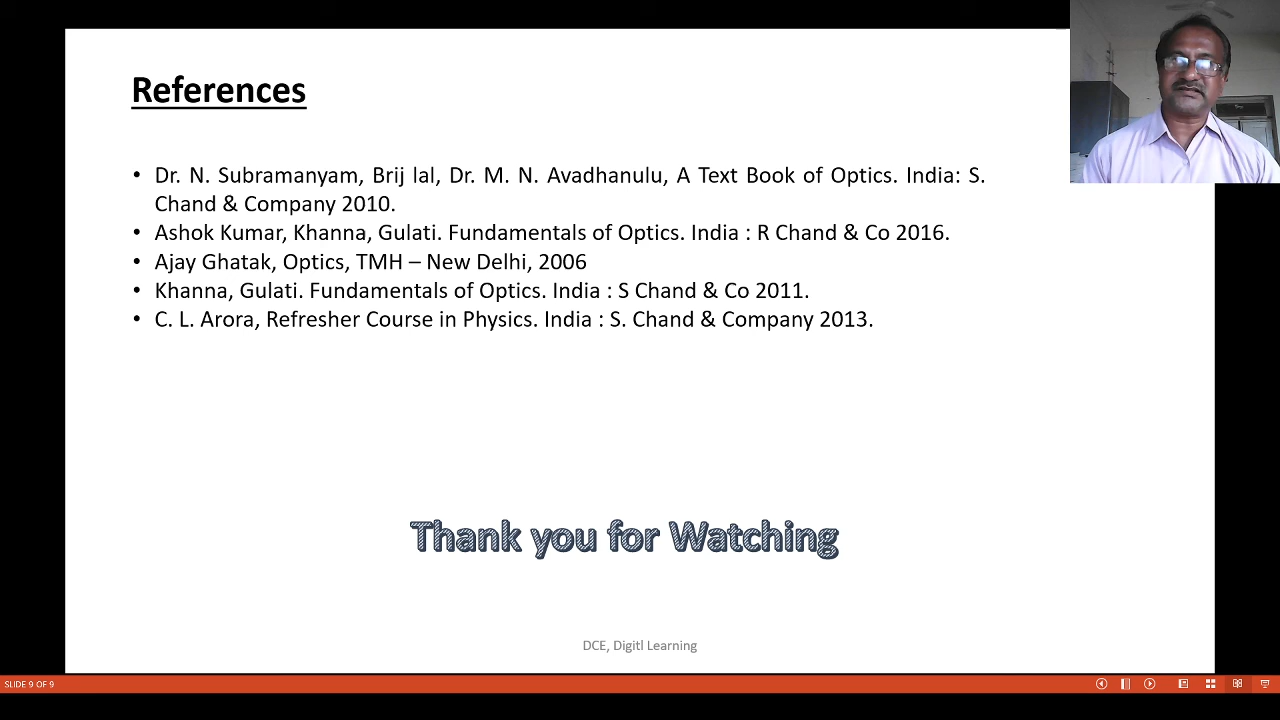 References
• Dr. N. Subramanyam, Brij lal, Dr. M. N. Avadhanulu, A Text Book of Optics. India: S.
Chand & Company 2010.
• Ashok Kumar, Khanna, Gulati. Fundamentals of Optics. India : R Chand & Co 2016.
• Ajay Ghatak, Optics, TMH – New Delhi, 2006
• Khanna, Gulati. Fundamentals of Optics. India : S Chand & Co 2011.
• C. L. Arora, Refresher Course in Physics. India : S. Chand & Company 2013.
Thank you for Watching
DCE, Digitl Learning
SLIDE 9 OF 9